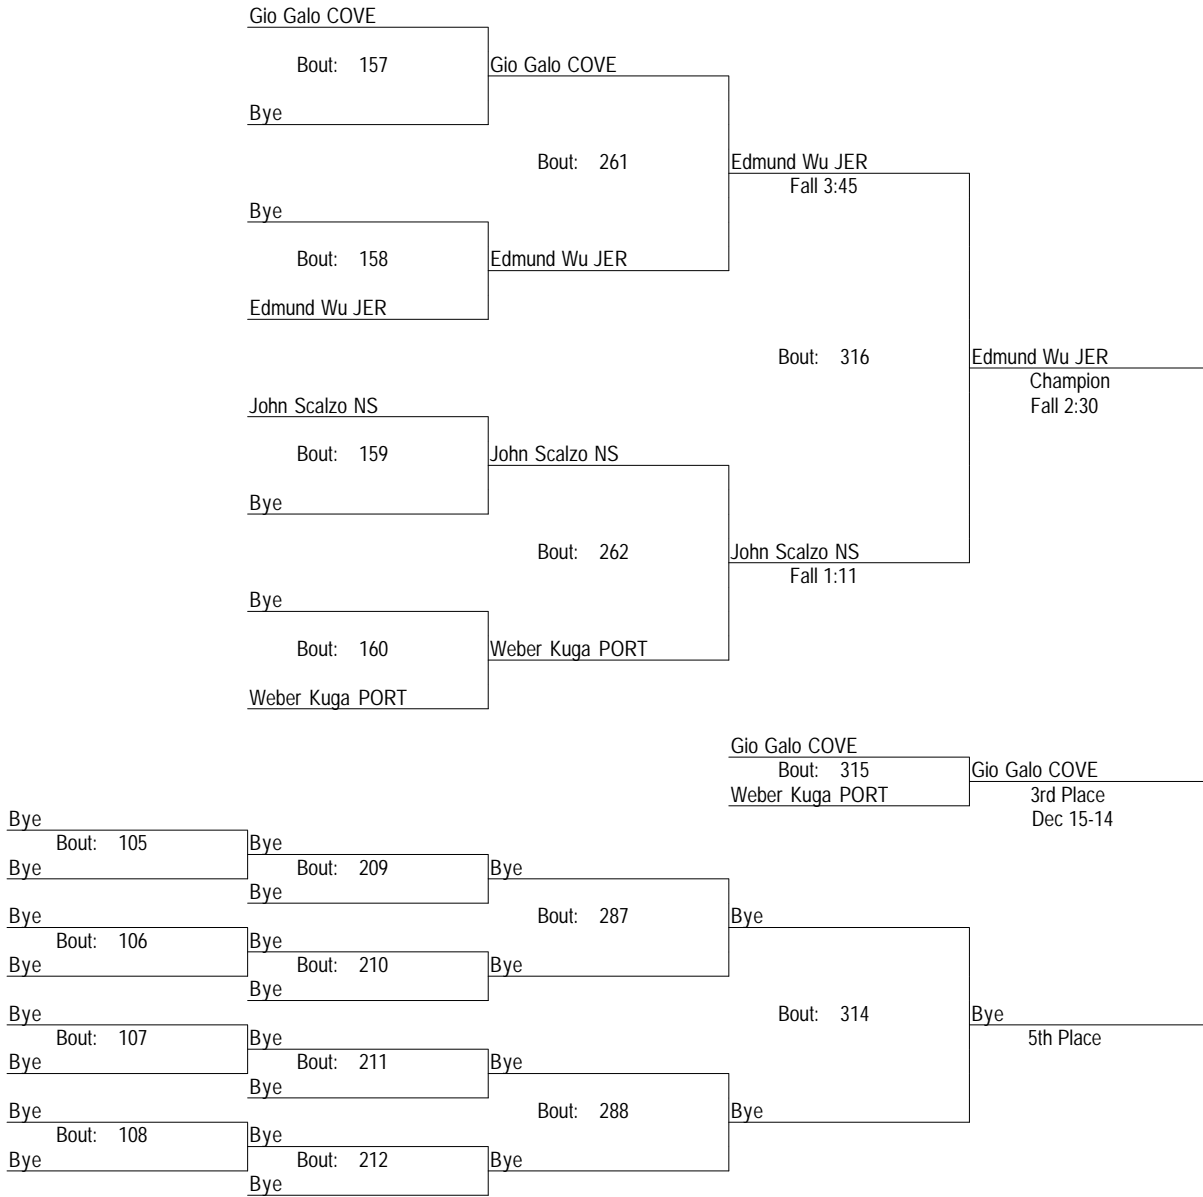 Gio Galo COVE
Bout: 157 Gio Galo COVE
Bye
Bout: 261 Edmund Wu JER
Fall 3:45
Bye
Bout: 158 Edmund Wu JER
Edmund Wu JER
Bout: 316 Edmund Wu JER
Champion
John Scalzo NS Fall 2:30
Bout: 159 John Scalzo NS
Bye
Bout: 262 John Scalzo NS
Fall 1:11
Bye
Bout: 160 Weber Kuga PORT
Weber Kuga PORT
Gio Galo COVE
Bout: 315 Gio Galo COVE
Weber Kuga PORT 3rd Place
Bye Dec 15-14
Bout: 105 Bye
Bye Bout: 209 Bye
Bye
Bye Bout: 287 Bye
Bout: 106 Bye
Bye Bout: 210 Bye
Bye
Bye Bout: 314 Bye
Bout: 107 Bye 5th Place
Bye Bout: 211 Bye
Bye
Bye Bout: 288 Bye
Bout: 108 Bye
Bye Bout: 212 Bye
Bye